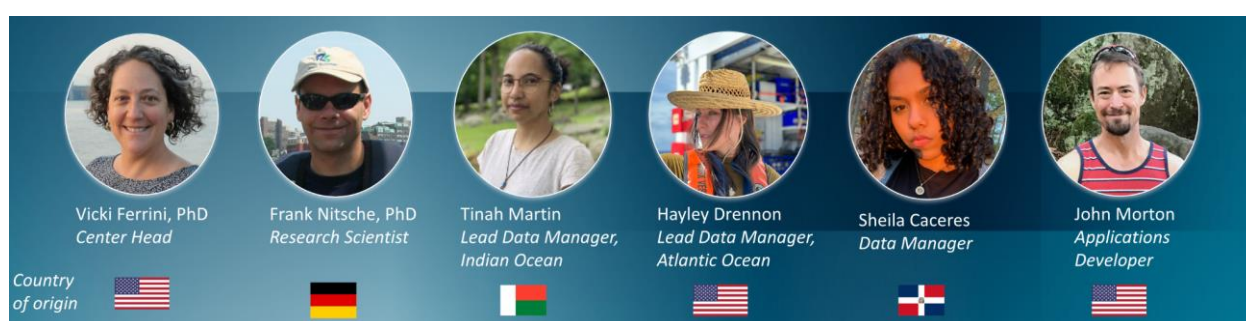 Vicki Ferrini, PhD
Center Head
Frank Nitsche, PhD
Research Scientist
Tinah Martin
Lead Data Manager,
Indian Ocean
Hayley Drennon
Lead Data Manager,
Atlantic Ocean
Sheila Caceres
Data Manager
John Morton
Applications
Developer
Country
of origin